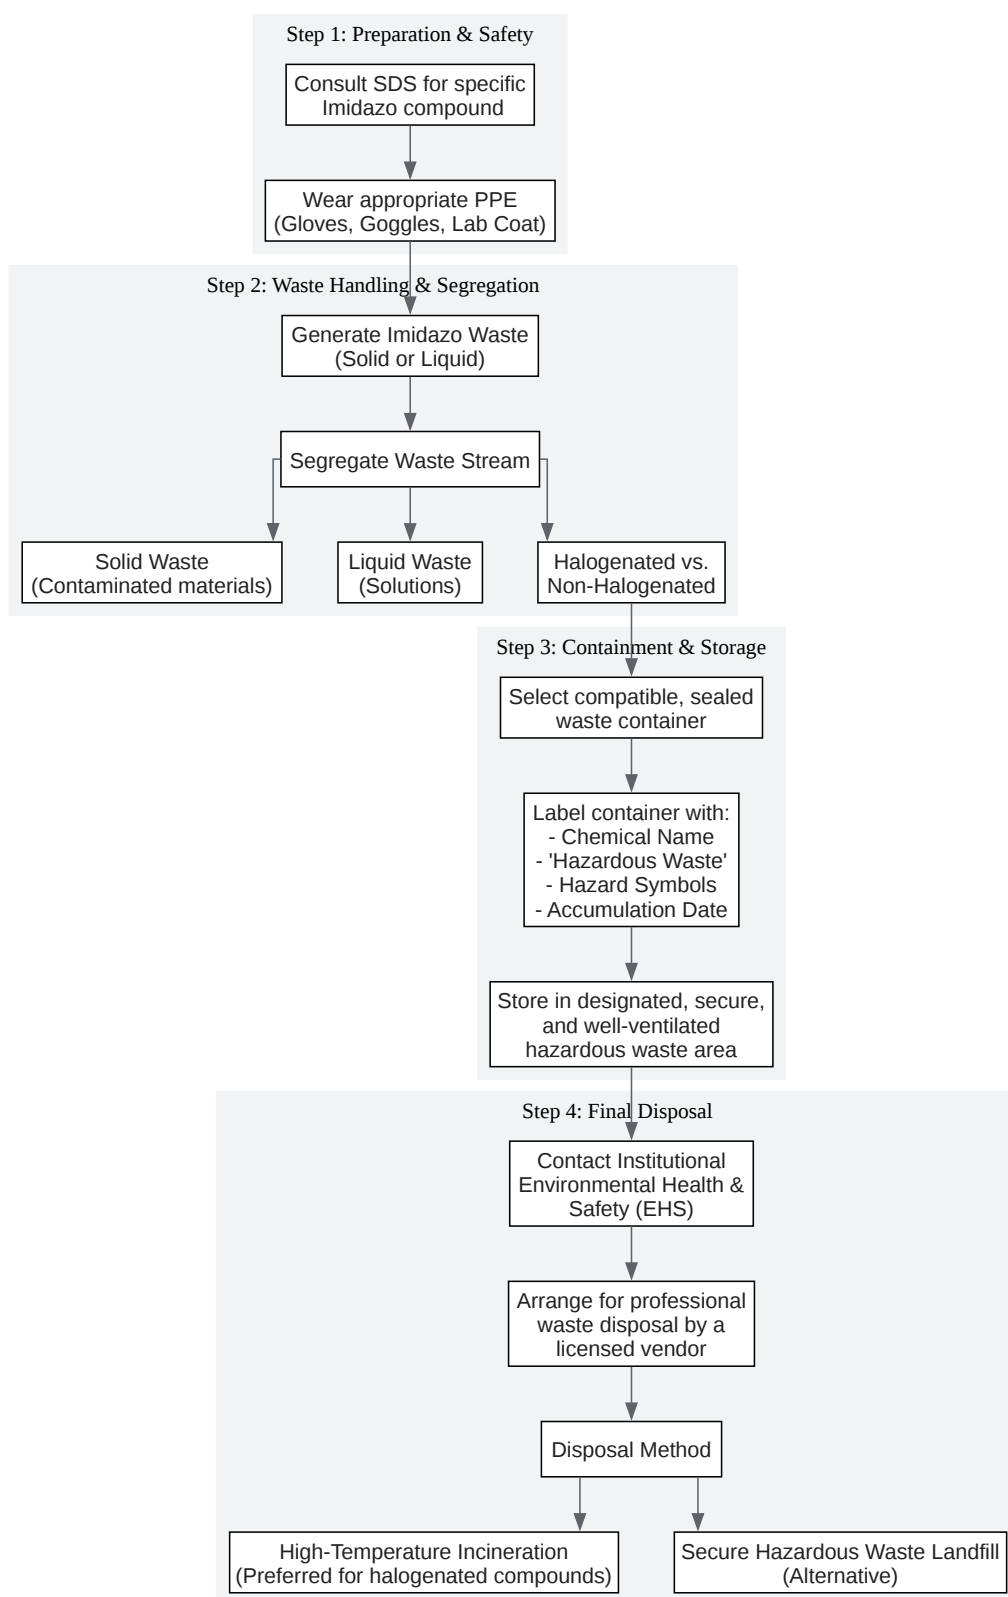 Step 1: Preparation & Safety
Consult SDS for specific
Imidazo compound
Wear appropriate PPE
(Gloves, Goggles, Lab Coat)
Step 2: Waste Handling & Segregation
Generate Imidazo Waste
(Solid or Liquid)
Segregate Waste Stream
Solid Waste
(Contaminated materials)
Liquid Waste
(Solutions)
Halogenated vs.
Non-Halogenated
Step 3: Containment & Storage
Select compatible, sealed
waste container
Label container with:
- Chemical Name
- 'Hazardous Waste'
- Hazard Symbols
- Accumulation Date
Store in designated, secure,
and well-ventilated
hazardous waste area
Step 4: Final Disposal
Contact Institutional
Environmental Health &
Safety (EHS)
Arrange for professional
waste disposal by a
licensed vendor
Disposal Method
High-Temperature Incineration
(Preferred for halogenated compounds)
Secure Hazardous Waste Landfill
(Alternative)